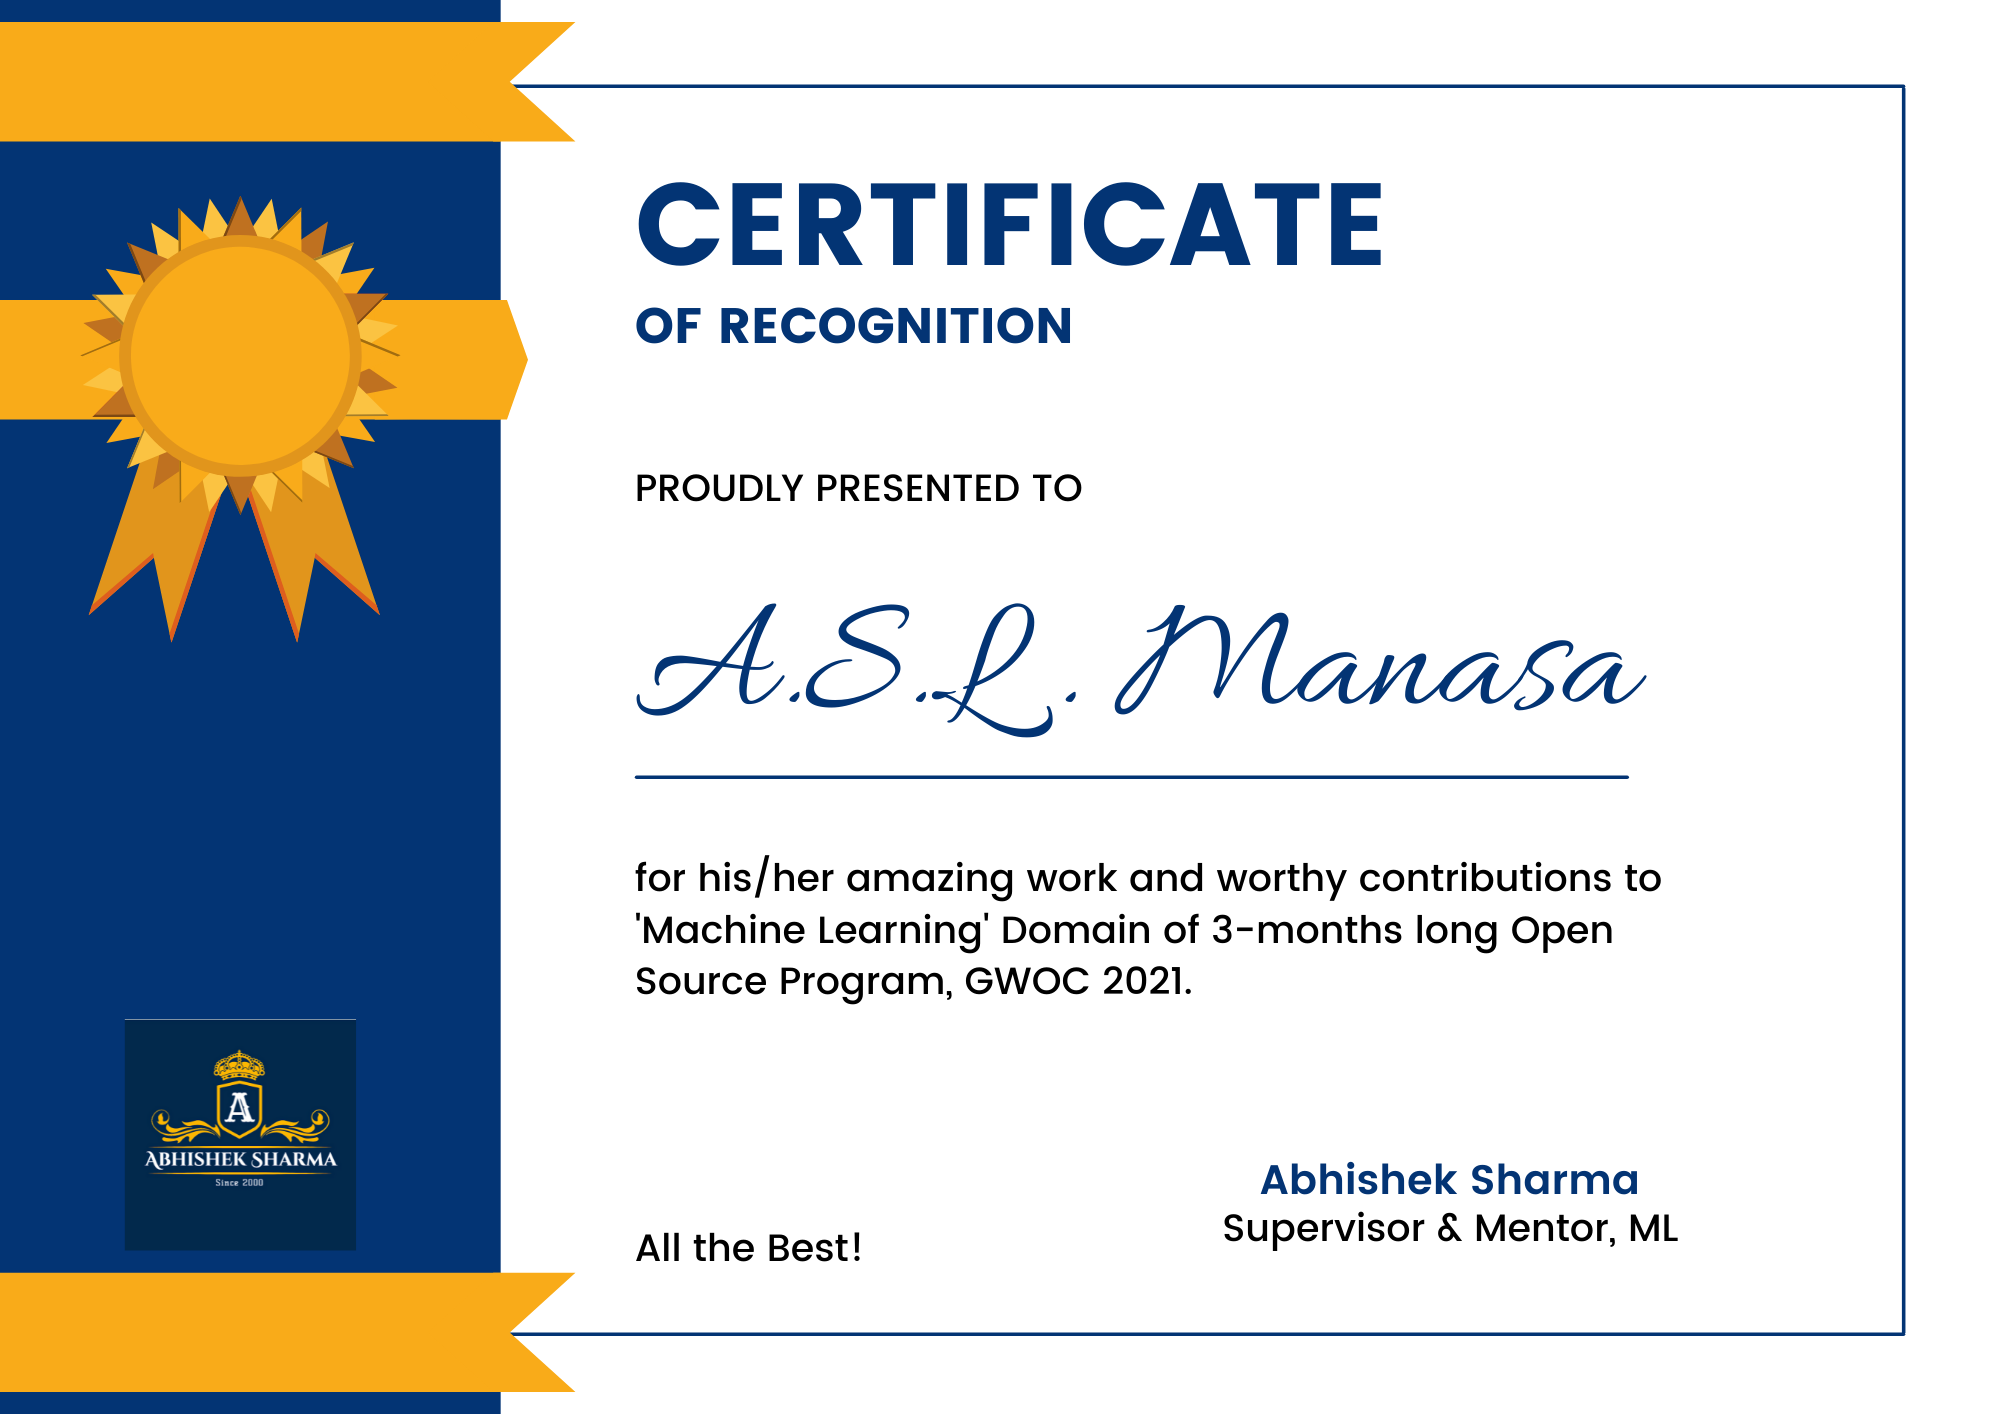 CERTIFICATE
OF RECOGNITION
PROUDLY PRESENTED TO
A.S.L. Manasa
for his/her amazing work and worthy contributions to
'Machine Learning' Domain of 3-months long Open
Source Program, GWOC 2021.
A
ABHISHEK SHARMA
Since 2000
All the Best!
Abhishek Sharma
Supervisor & Mentor, ML